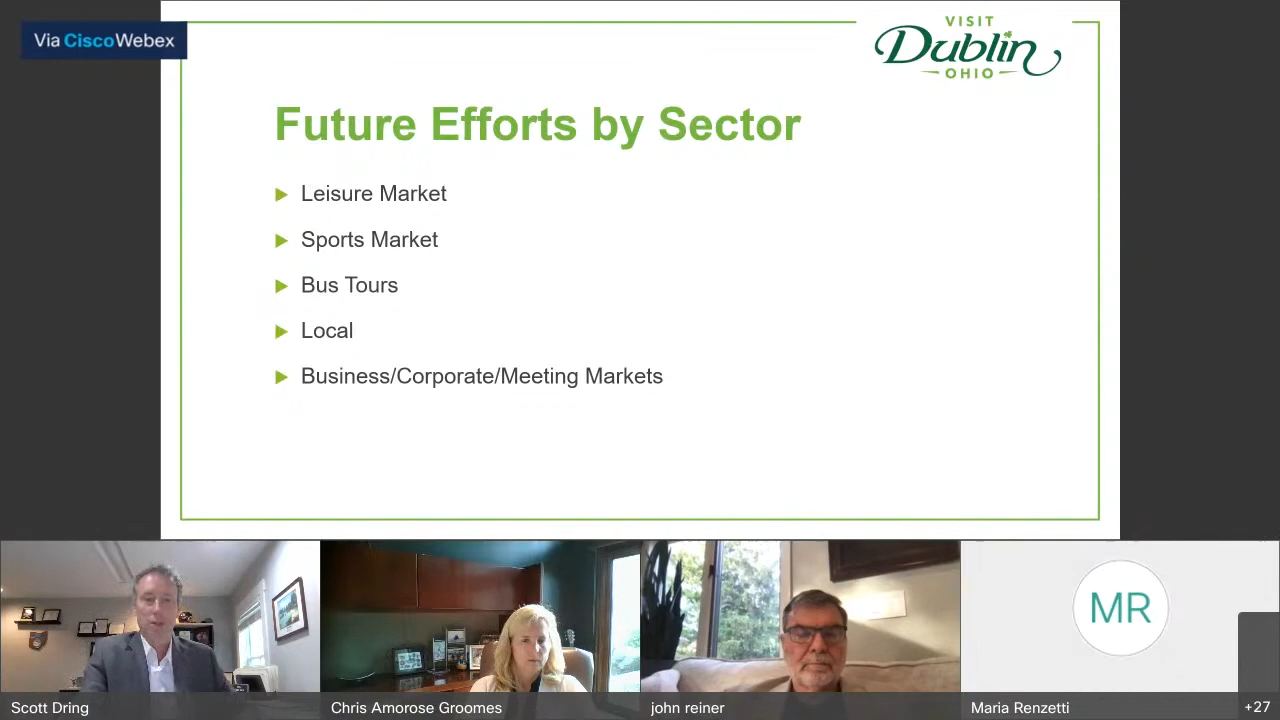 Via CiscoWebex
VISIT
Dublin
OHIO
Future Efforts by Sector
Leisure Market
Sports Market
Bus Tours
Local
Business/Corporate/Meeting Markets
MR
Scott Dring
Chris Amorose Groomes
john reiner
Maria Renzetti
+27